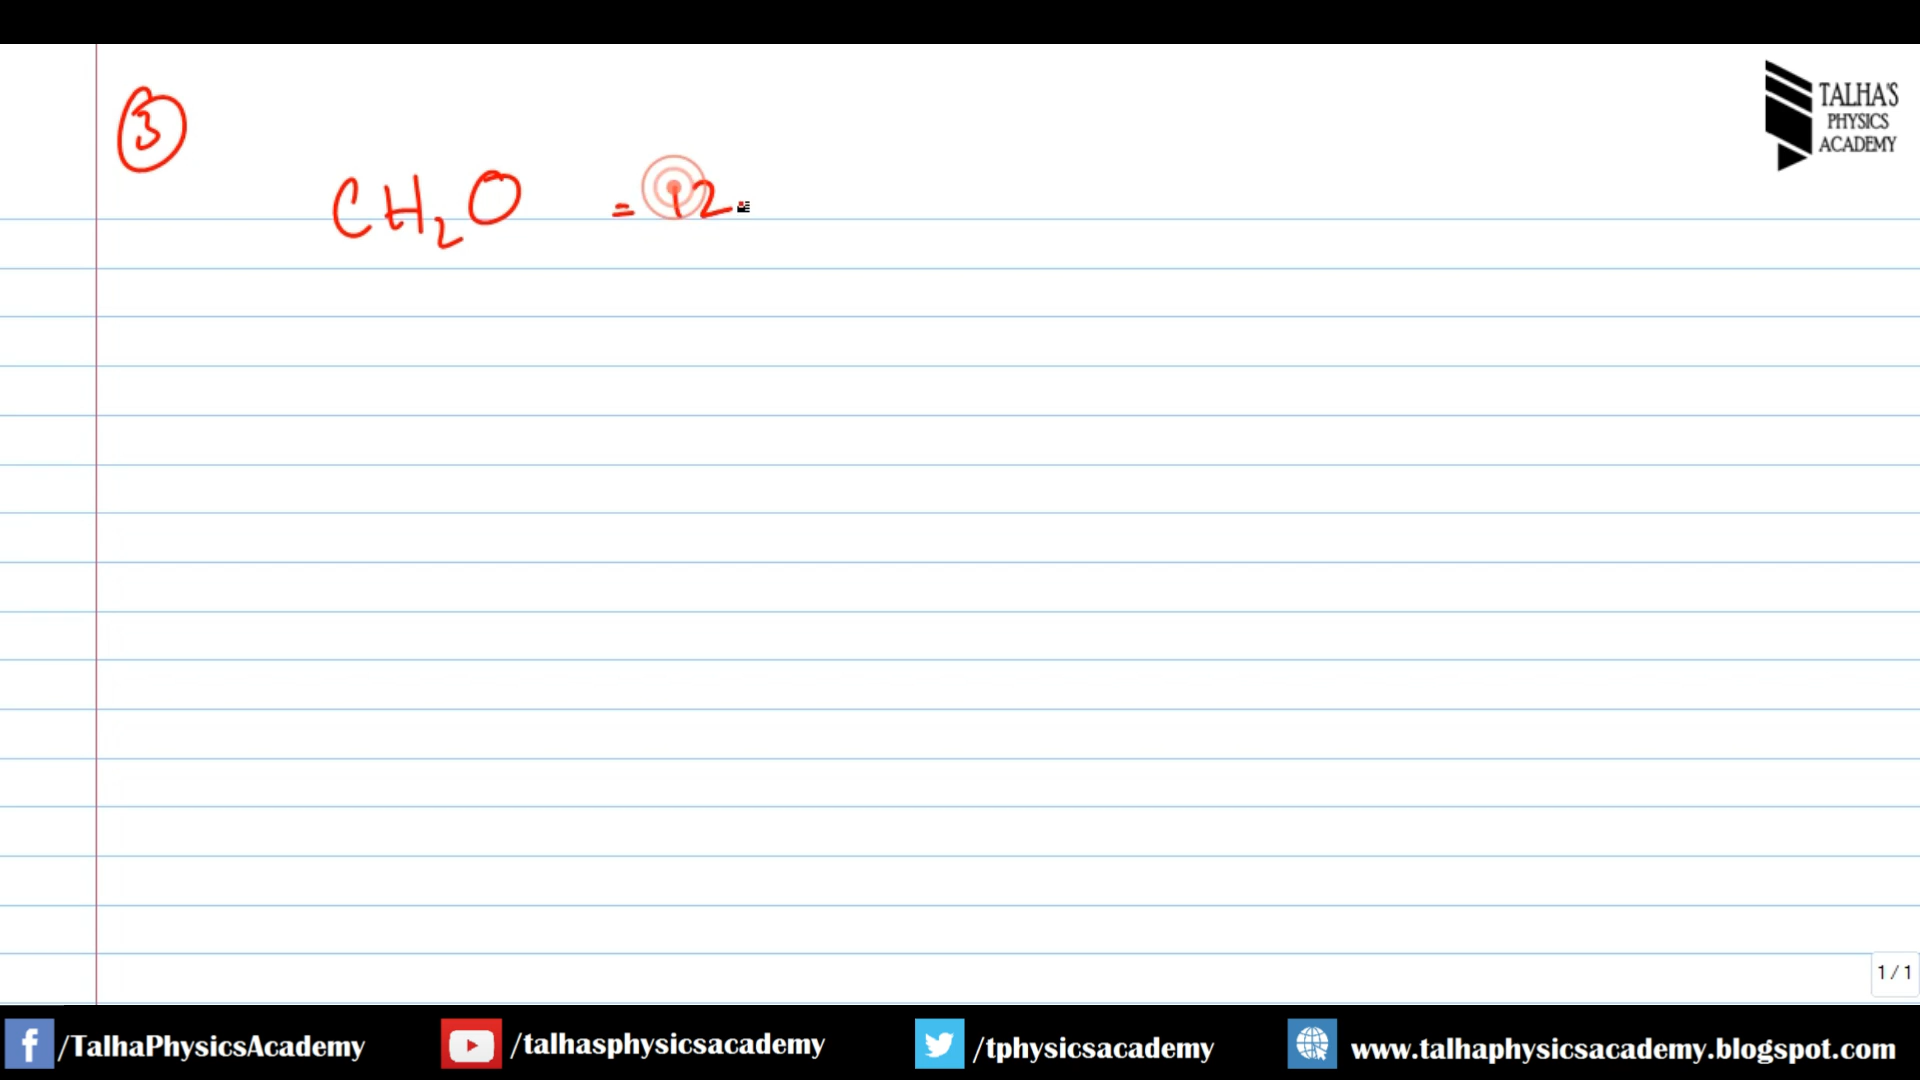 3
CH₂O = 12
TALHA'S
PHYSICS
ACADEMY
1 / 1
f /TalhaPhysicsAcademy
/talhasphysicsacademy
/tphysicsacademy
www.talhaphysicsacademy.blogspot.com